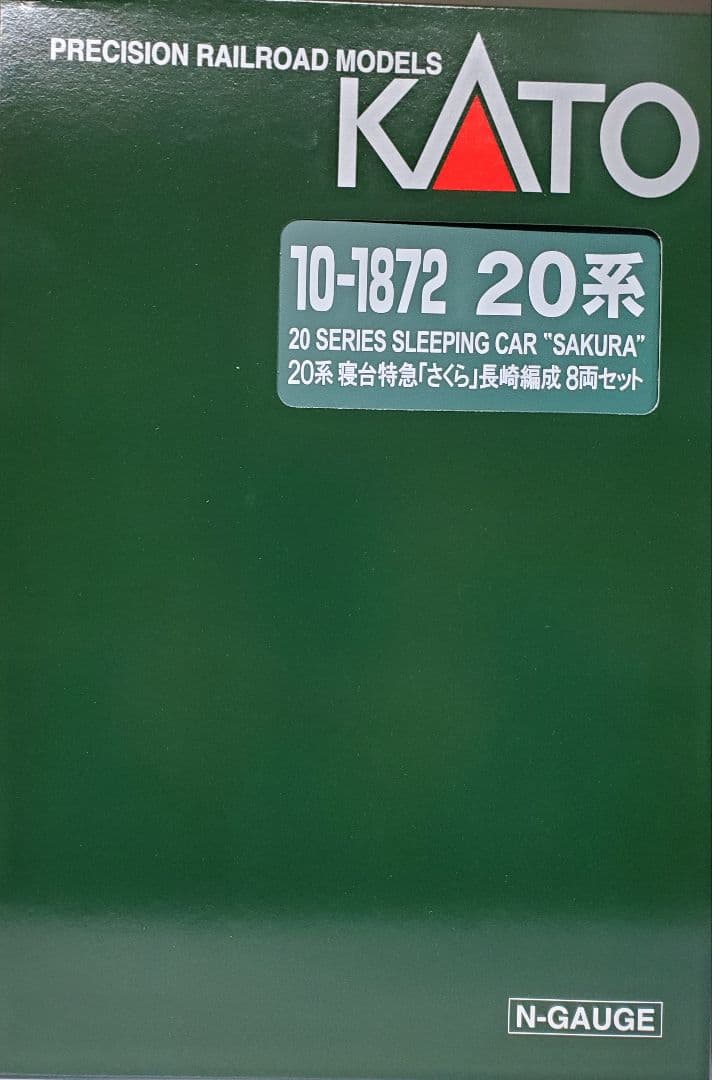 PRECISION RAILROAD MODELS
KATO
10-1872 20系
20 SERIES SLEEPING CAR "SAKURA"
20系 寝台特急「さくら」長崎編成 8両セット
N-GAUGE